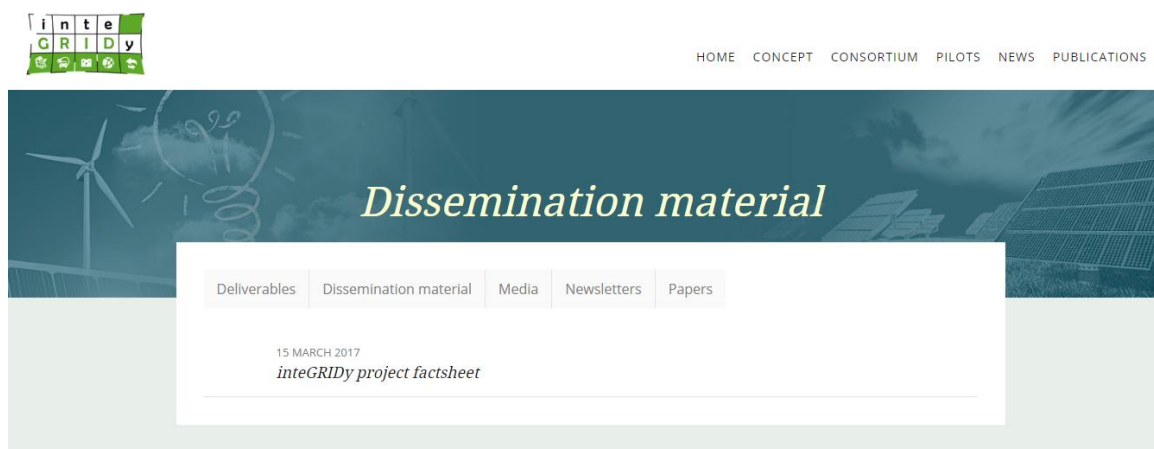 inte
GRIDy
HOME CONCEPT CONSORTIUM PILOTS NEWS PUBLICATIONS
Dissemination material
Deliverables Dissemination material Media Newsletters Papers
15 MARCH 2017
inteGRIDy project factsheet